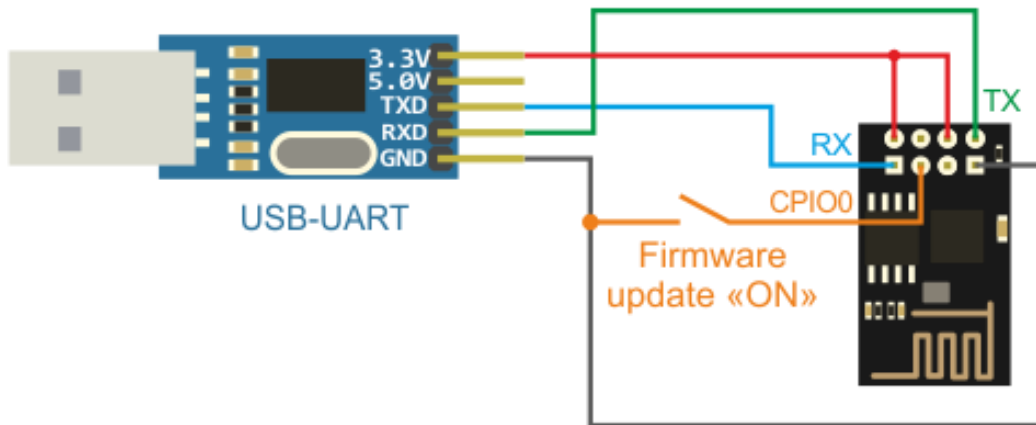 3.3V
5.0V
TXD
RXD
GND
USB-UART
TX
RX
CPIO0
Firmware
update «ON»